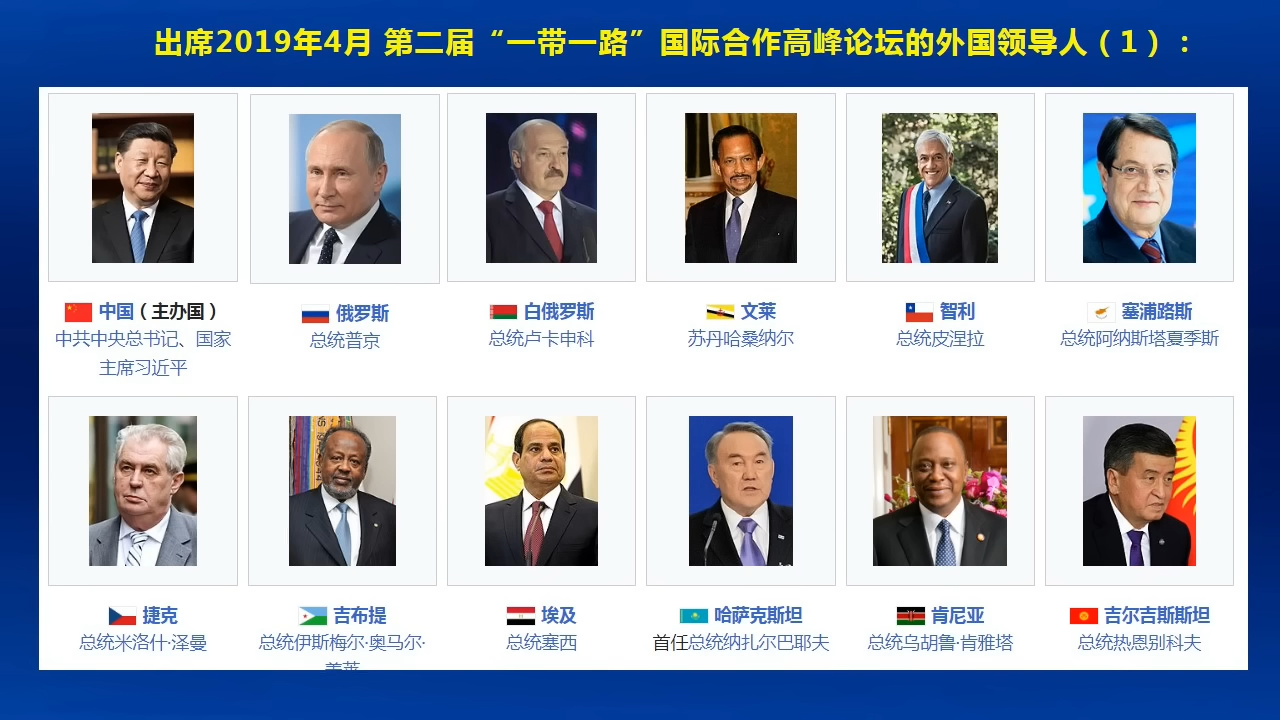 出席2019年4月 第二届“一带一路”国际合作高峰论坛的外国领导人（1）：
中国（主办国）
中共中央总书记、国家
主席习近平
俄罗斯
总统普京
白俄罗斯
总统卢卡申科
文莱
苏丹哈桑纳尔
智利
总统皮涅拉
塞浦路斯
总统阿纳斯塔夏季斯
捷克
总统米洛什·泽曼
吉布提
总统伊斯梅尔·奥马尔·
盖莱
埃及
总统塞西
哈萨克斯坦
首任总统纳扎尔巴耶夫
肯尼亚
总统乌胡鲁·肯雅塔
吉尔吉斯斯坦
总统热恩别科夫